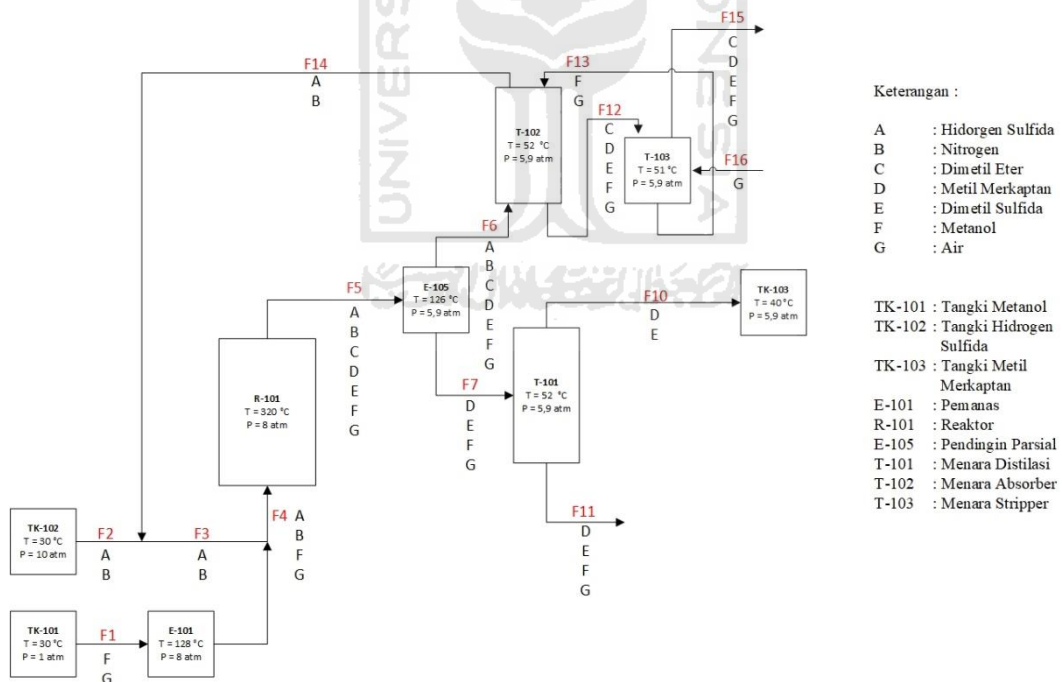 F15
C
D
E
F
G
F14
A
B
F13
F
G
F12
C
D
E
F
G
T-102
T = 52 °C
P = 5,9 atm
T-103
T = 51 °C
P = 5,9 atm
F16
G
F6
A
B
C
D
E
F
G
E-105
T = 126 °C
P = 5,9 atm
F5
A
B
C
D
E
F
G
F10
D
E
TK-103
T = 40 °C
P = 5,9 atm
F7
D
E
F
G
T-101
T = 52 °C
P = 5,9 atm
R-101
T = 320 °C
P = 8 atm
F11
D
E
F
G
F4
A
B
F
G
TK-102
T = 30 °C
P = 10 atm
F2
A
B
F3
A
B
TK-101
T = 30 °C
P = 1 atm
F1
F
G
E-101
T = 128 °C
P = 8 atm
Keterangan :
A : Hidorgen Sulfida
B : Nitrogen
C : Dimetil Eter
D : Metil Merkaptan
E : Dimetil Sulfida
F : Metanol
G : Air
TK-101 : Tangki Metanol
TK-102 : Tangki Hidrogen
Sulfida
TK-103 : Tangki Metil
Merkaptan
E-101 : Pemanas
R-101 : Reaktor
E-105 : Pendingin Parsial
T-101 : Menara Distilasi
T-102 : Menara Absorber
T-103 : Menara Stripper